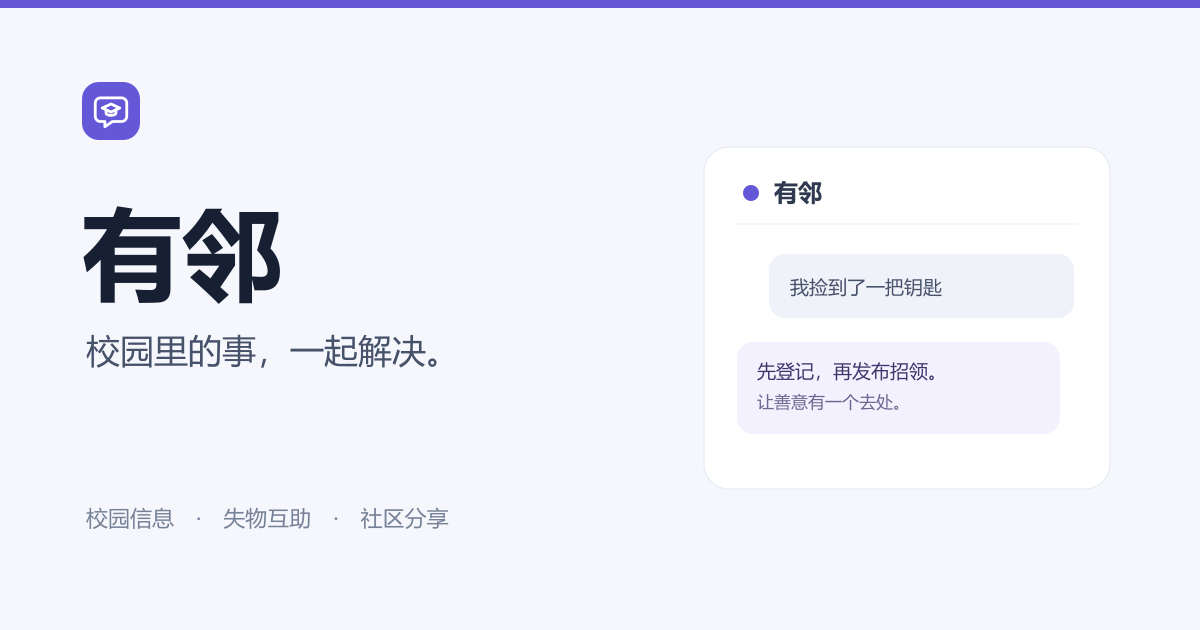 有邻
校园里的事，一起解决。
校园信息 · 失物互助 · 社区分享
有邻
我捡到了一把钥匙
先登记，再发布招领。
让善意有一个去处。